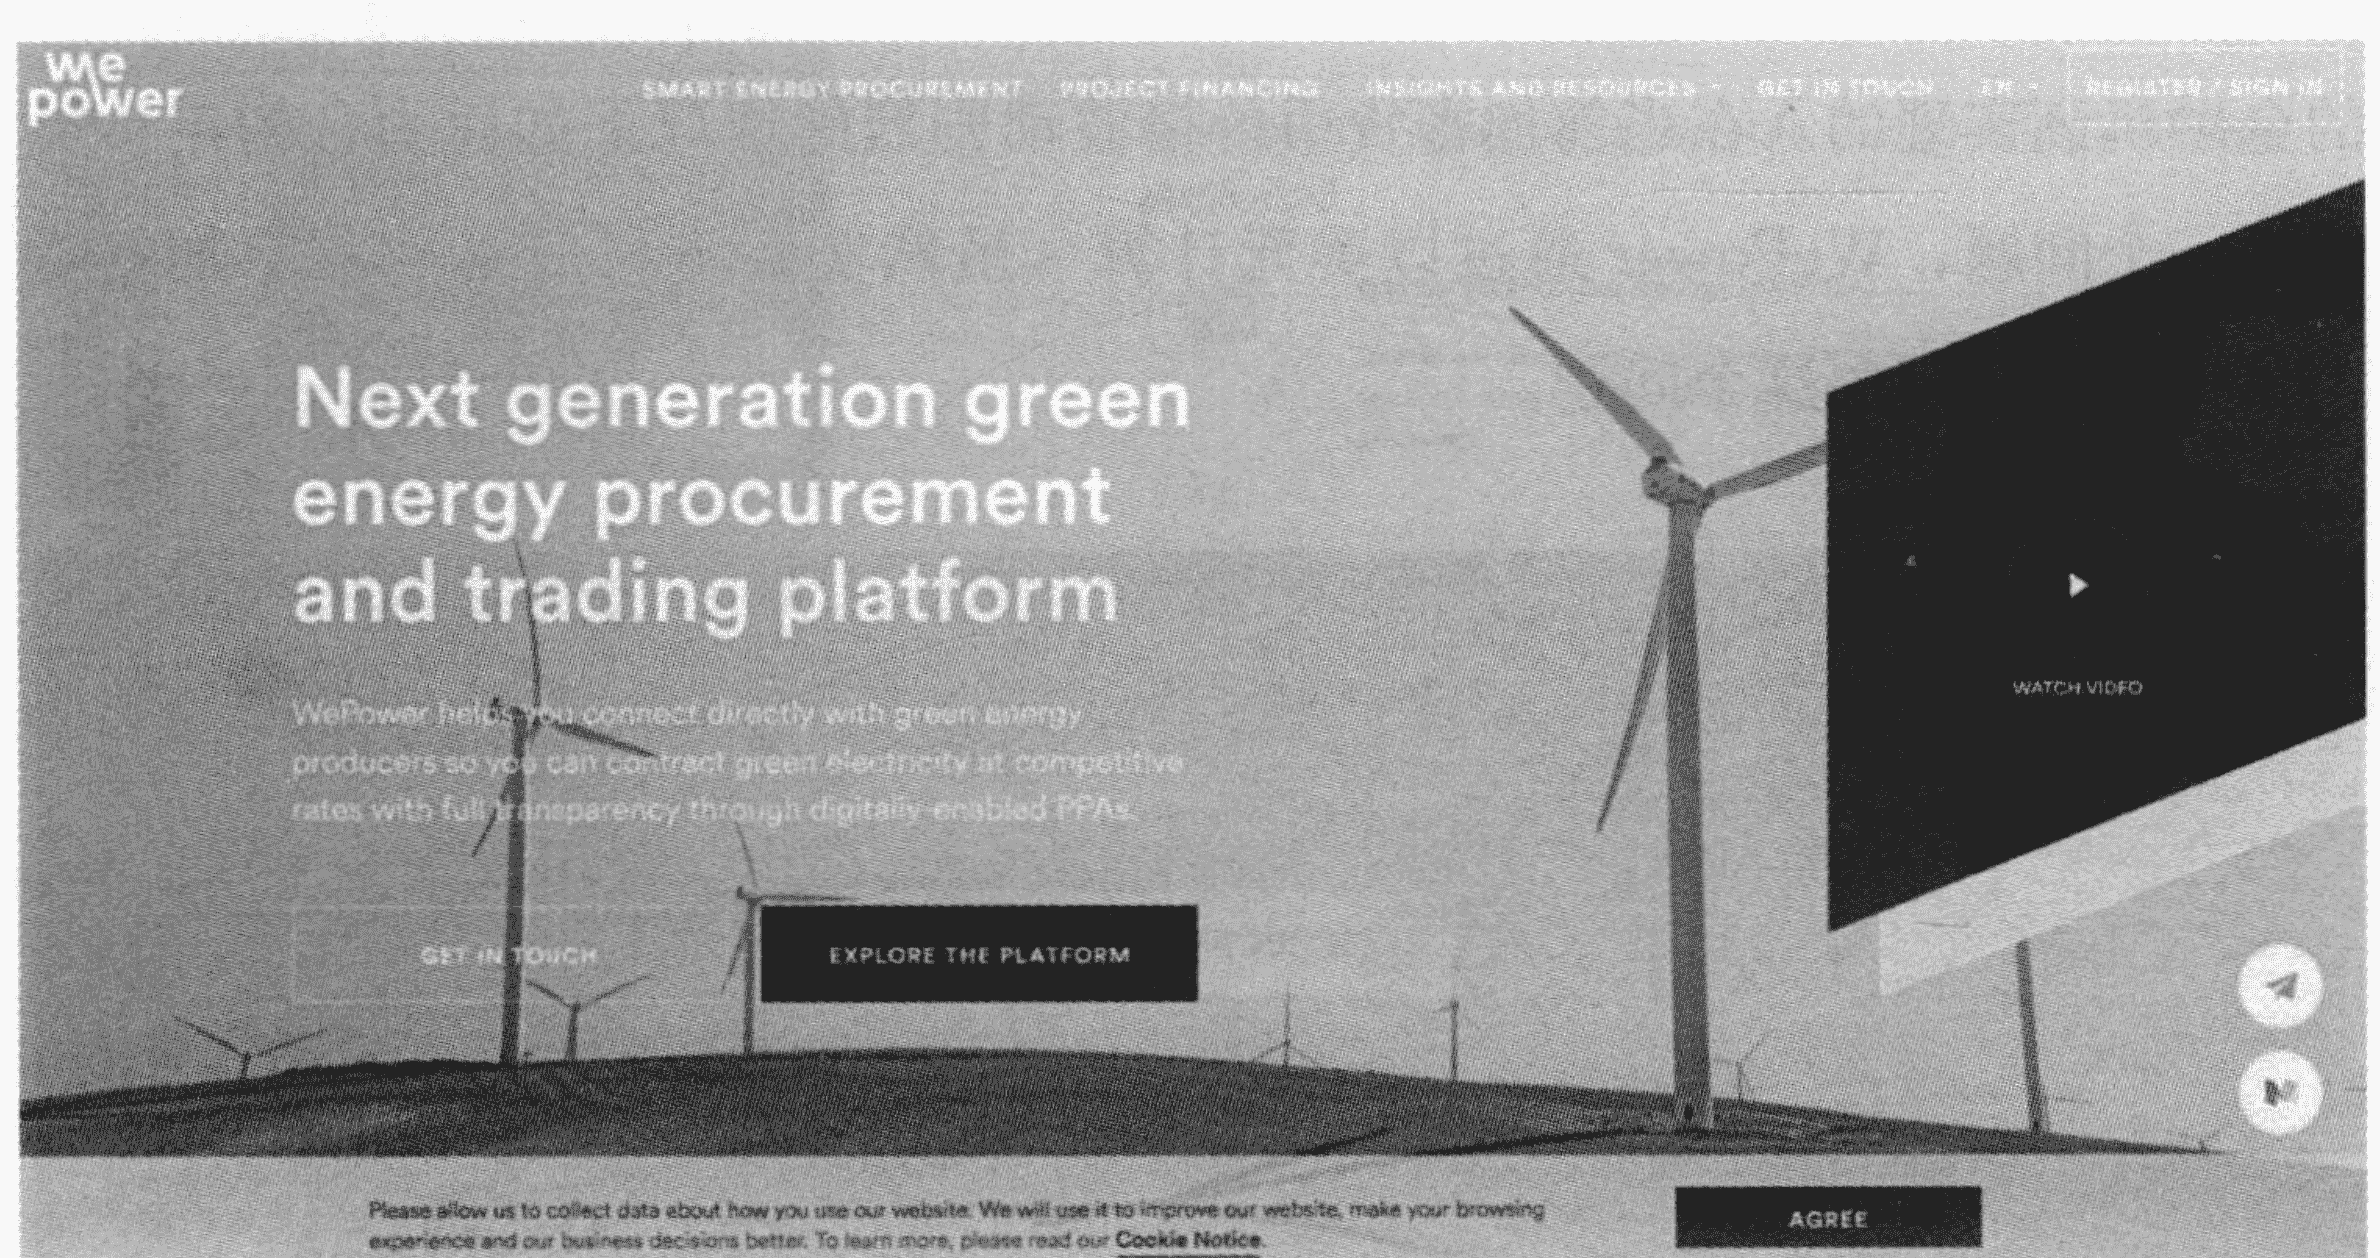 we
power
SMART ENERGY PROCUREMENT PROJECT FINANCING INSIGHTS AND RESOURCES GET IN TOUCH EN REGISTER / SIGN IN
Next generation green
energy procurement
and trading platform
WATCH VIDEO
WePower helps you connect directly with green energy
producers so you can contract green electricity at competitive
rates with full transparency through digitally-enabled PPAs.
GET IN TOUCH EXPLORE THE PLATFORM
Please allow us to collect data about how you use our website. We will use it to improve our website, make your browsing
experience and our business decisions better. To learn more, please read our Cookie Notice.
AGREE